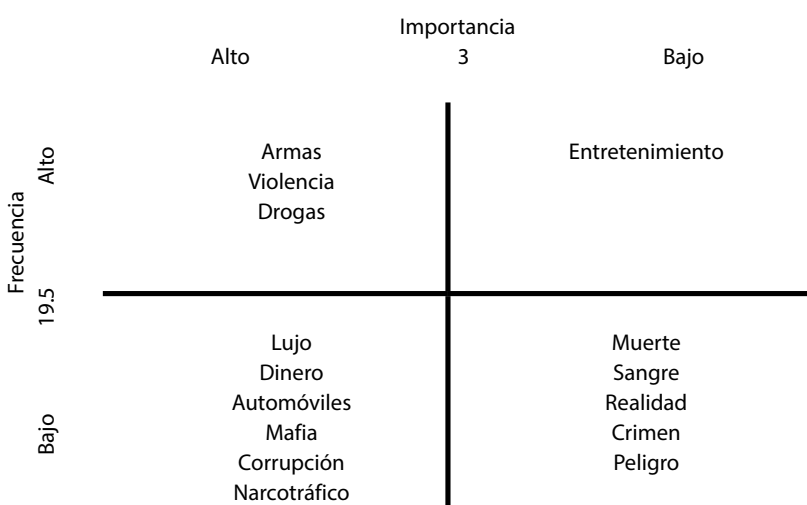 Importancia
Alto 3 Bajo
Frecuencia
Alto
Armas
Violencia
Drogas
Entretenimiento
19.5
Bajo
Lujo
Dinero
Automóviles
Mafia
Corrupción
Narcotráfico
Muerte
Sangre
Realidad
Crimen
Peligro